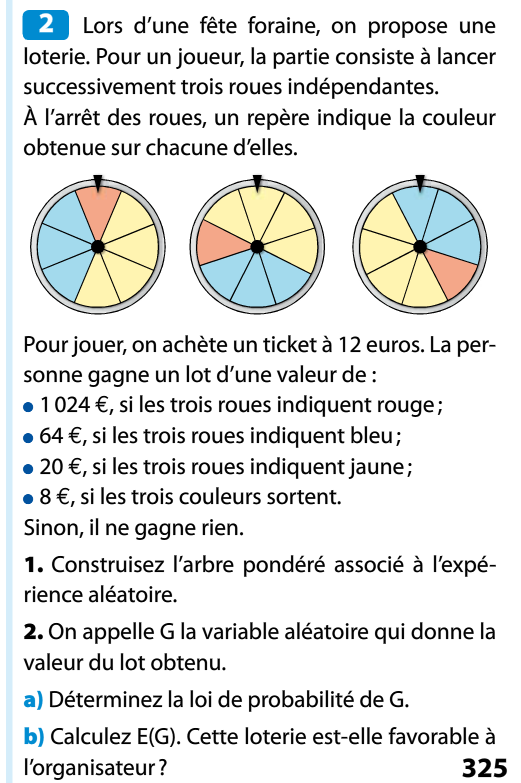 2 Lors d’une fête foraine, on propose une
loterie. Pour un joueur, la partie consiste à lancer
successivement trois roues indépendantes.
À l’arrêt des roues, un repère indique la couleur
obtenue sur chacune d’elles.
Pour jouer, on achète un ticket à 12 euros. La per-
sonne gagne un lot d’une valeur de :
• 1 024 €, si les trois roues indiquent rouge ;
• 64 €, si les trois roues indiquent bleu ;
• 20 €, si les trois roues indiquent jaune ;
• 8 €, si les trois couleurs sortent.
Sinon, il ne gagne rien.
1. Construisez l’arbre pondéré associé à l’expé-
rience aléatoire.
2. On appelle G la variable aléatoire qui donne la
valeur du lot obtenu.
a) Déterminez la loi de probabilité de G.
b) Calculez E(G). Cette loterie est-elle favorable à
l’organisateur ?
325